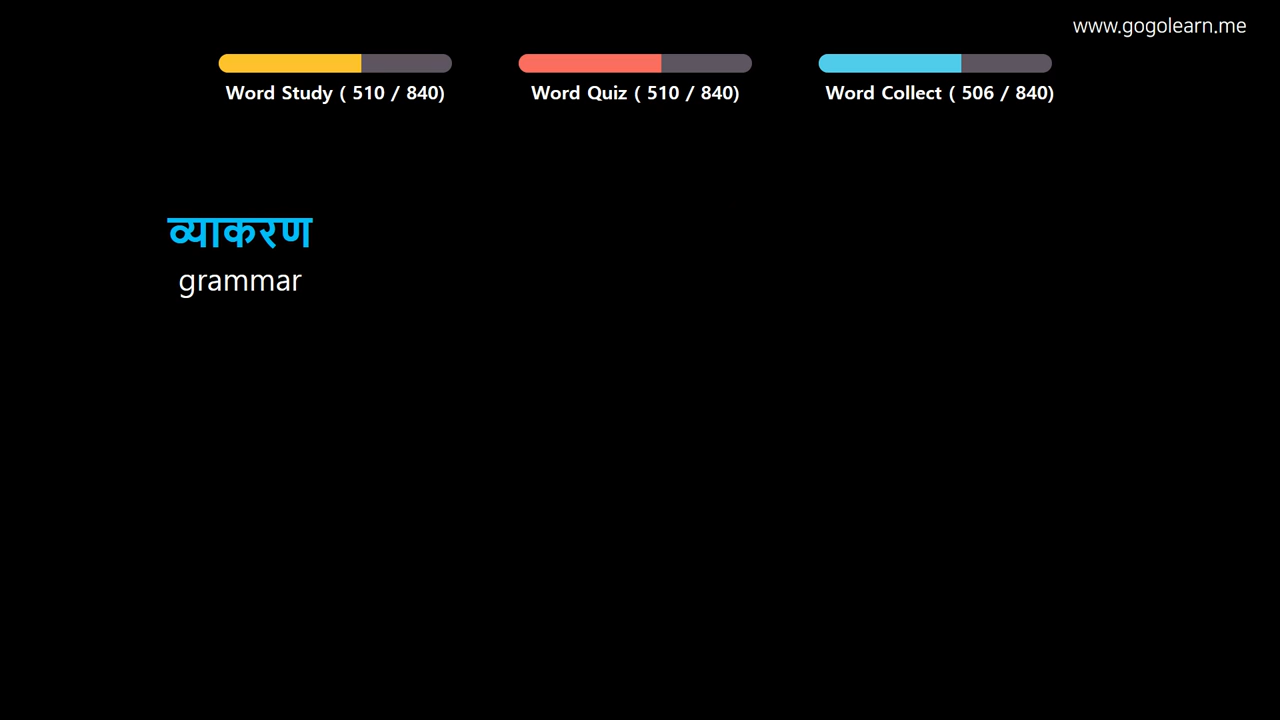 www.gogolearn.me
Word Study ( 510 / 840)
Word Quiz ( 510 / 840)
Word Collect ( 506 / 840)
व्याकरण
grammar